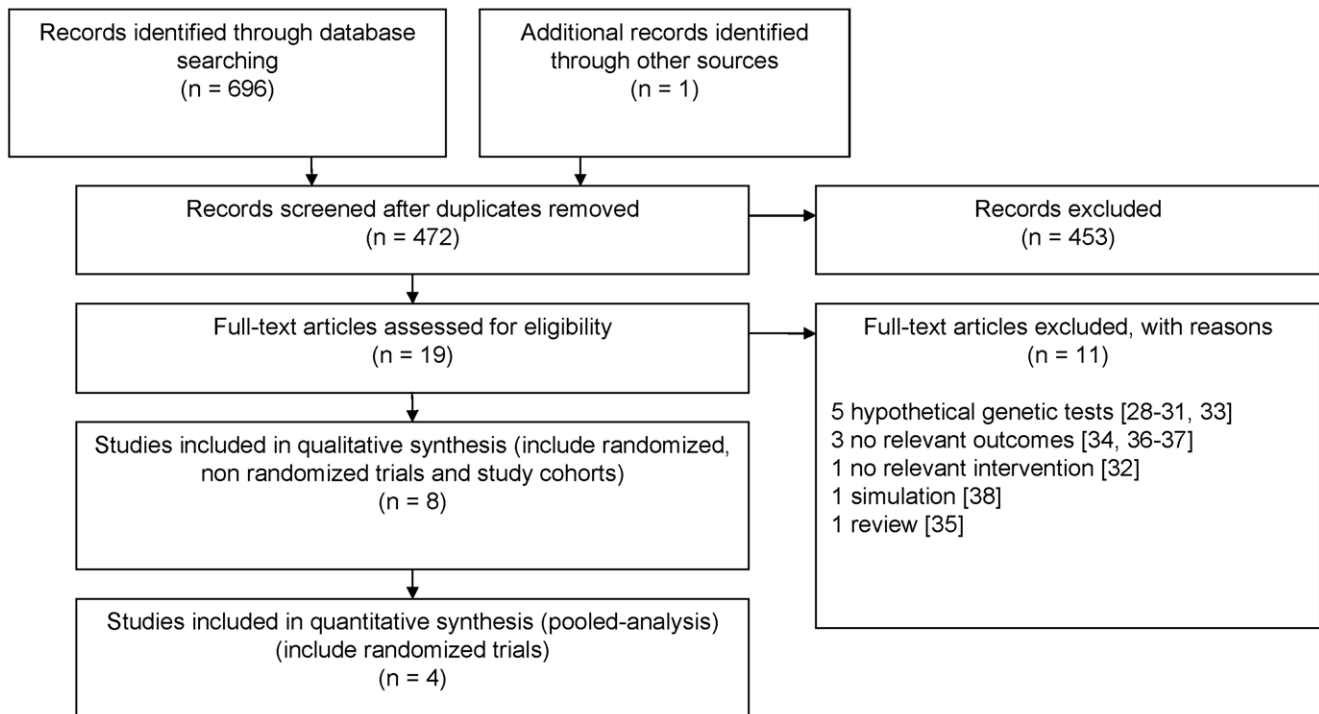 Records identified through database
searching
(n = 696)
Additional records identified
through other sources
(n = 1)
Records screened after duplicates removed
(n = 472)
Records excluded
(n = 453)
Full-text articles assessed for eligibility
(n = 19)
Full-text articles excluded, with reasons
(n = 11)
5 hypothetical genetic tests [28-31, 33]
3 no relevant outcomes [34, 36-37]
1 no relevant intervention [32]
1 simulation [38]
1 review [35]
Studies included in qualitative synthesis (include randomized,
non randomized trials and study cohorts)
(n = 8)
Studies included in quantitative synthesis (pooled-analysis)
(include randomized trials)
(n = 4)